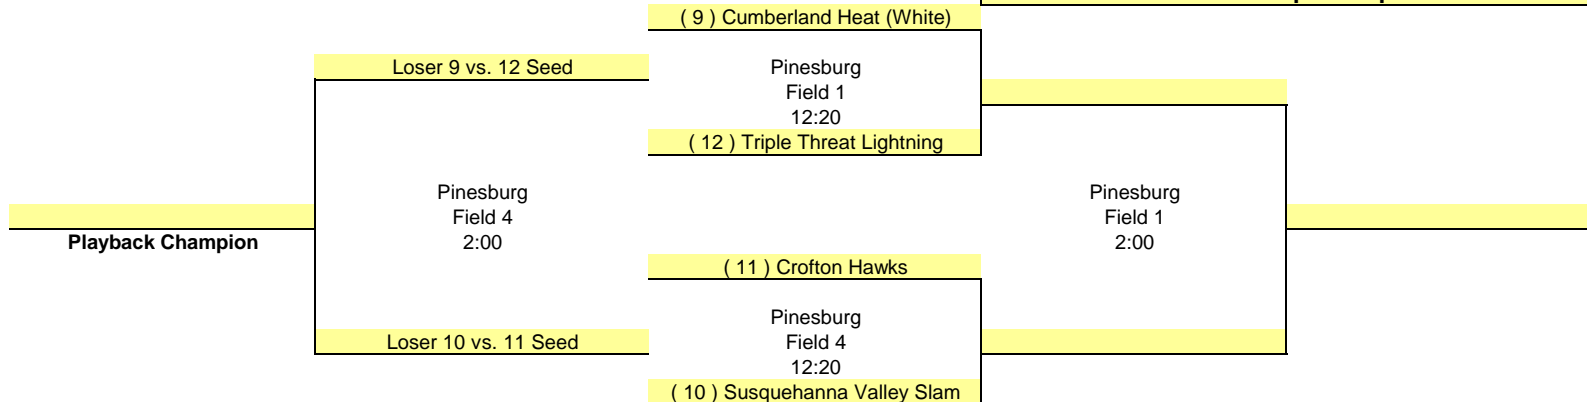 ( 9 ) Cumberland Heat (White)
Loser 9 vs. 12 Seed
Pinesburg
Field 1
12:20
( 12 ) Triple Threat Lightning
Pinesburg
Field 4
2:00
Pinesburg
Field 1
2:00
Playback Champion
( 11 ) Crofton Hawks
Pinesburg
Field 4
12:20
Loser 10 vs. 11 Seed
( 10 ) Susquehanna Valley Slam